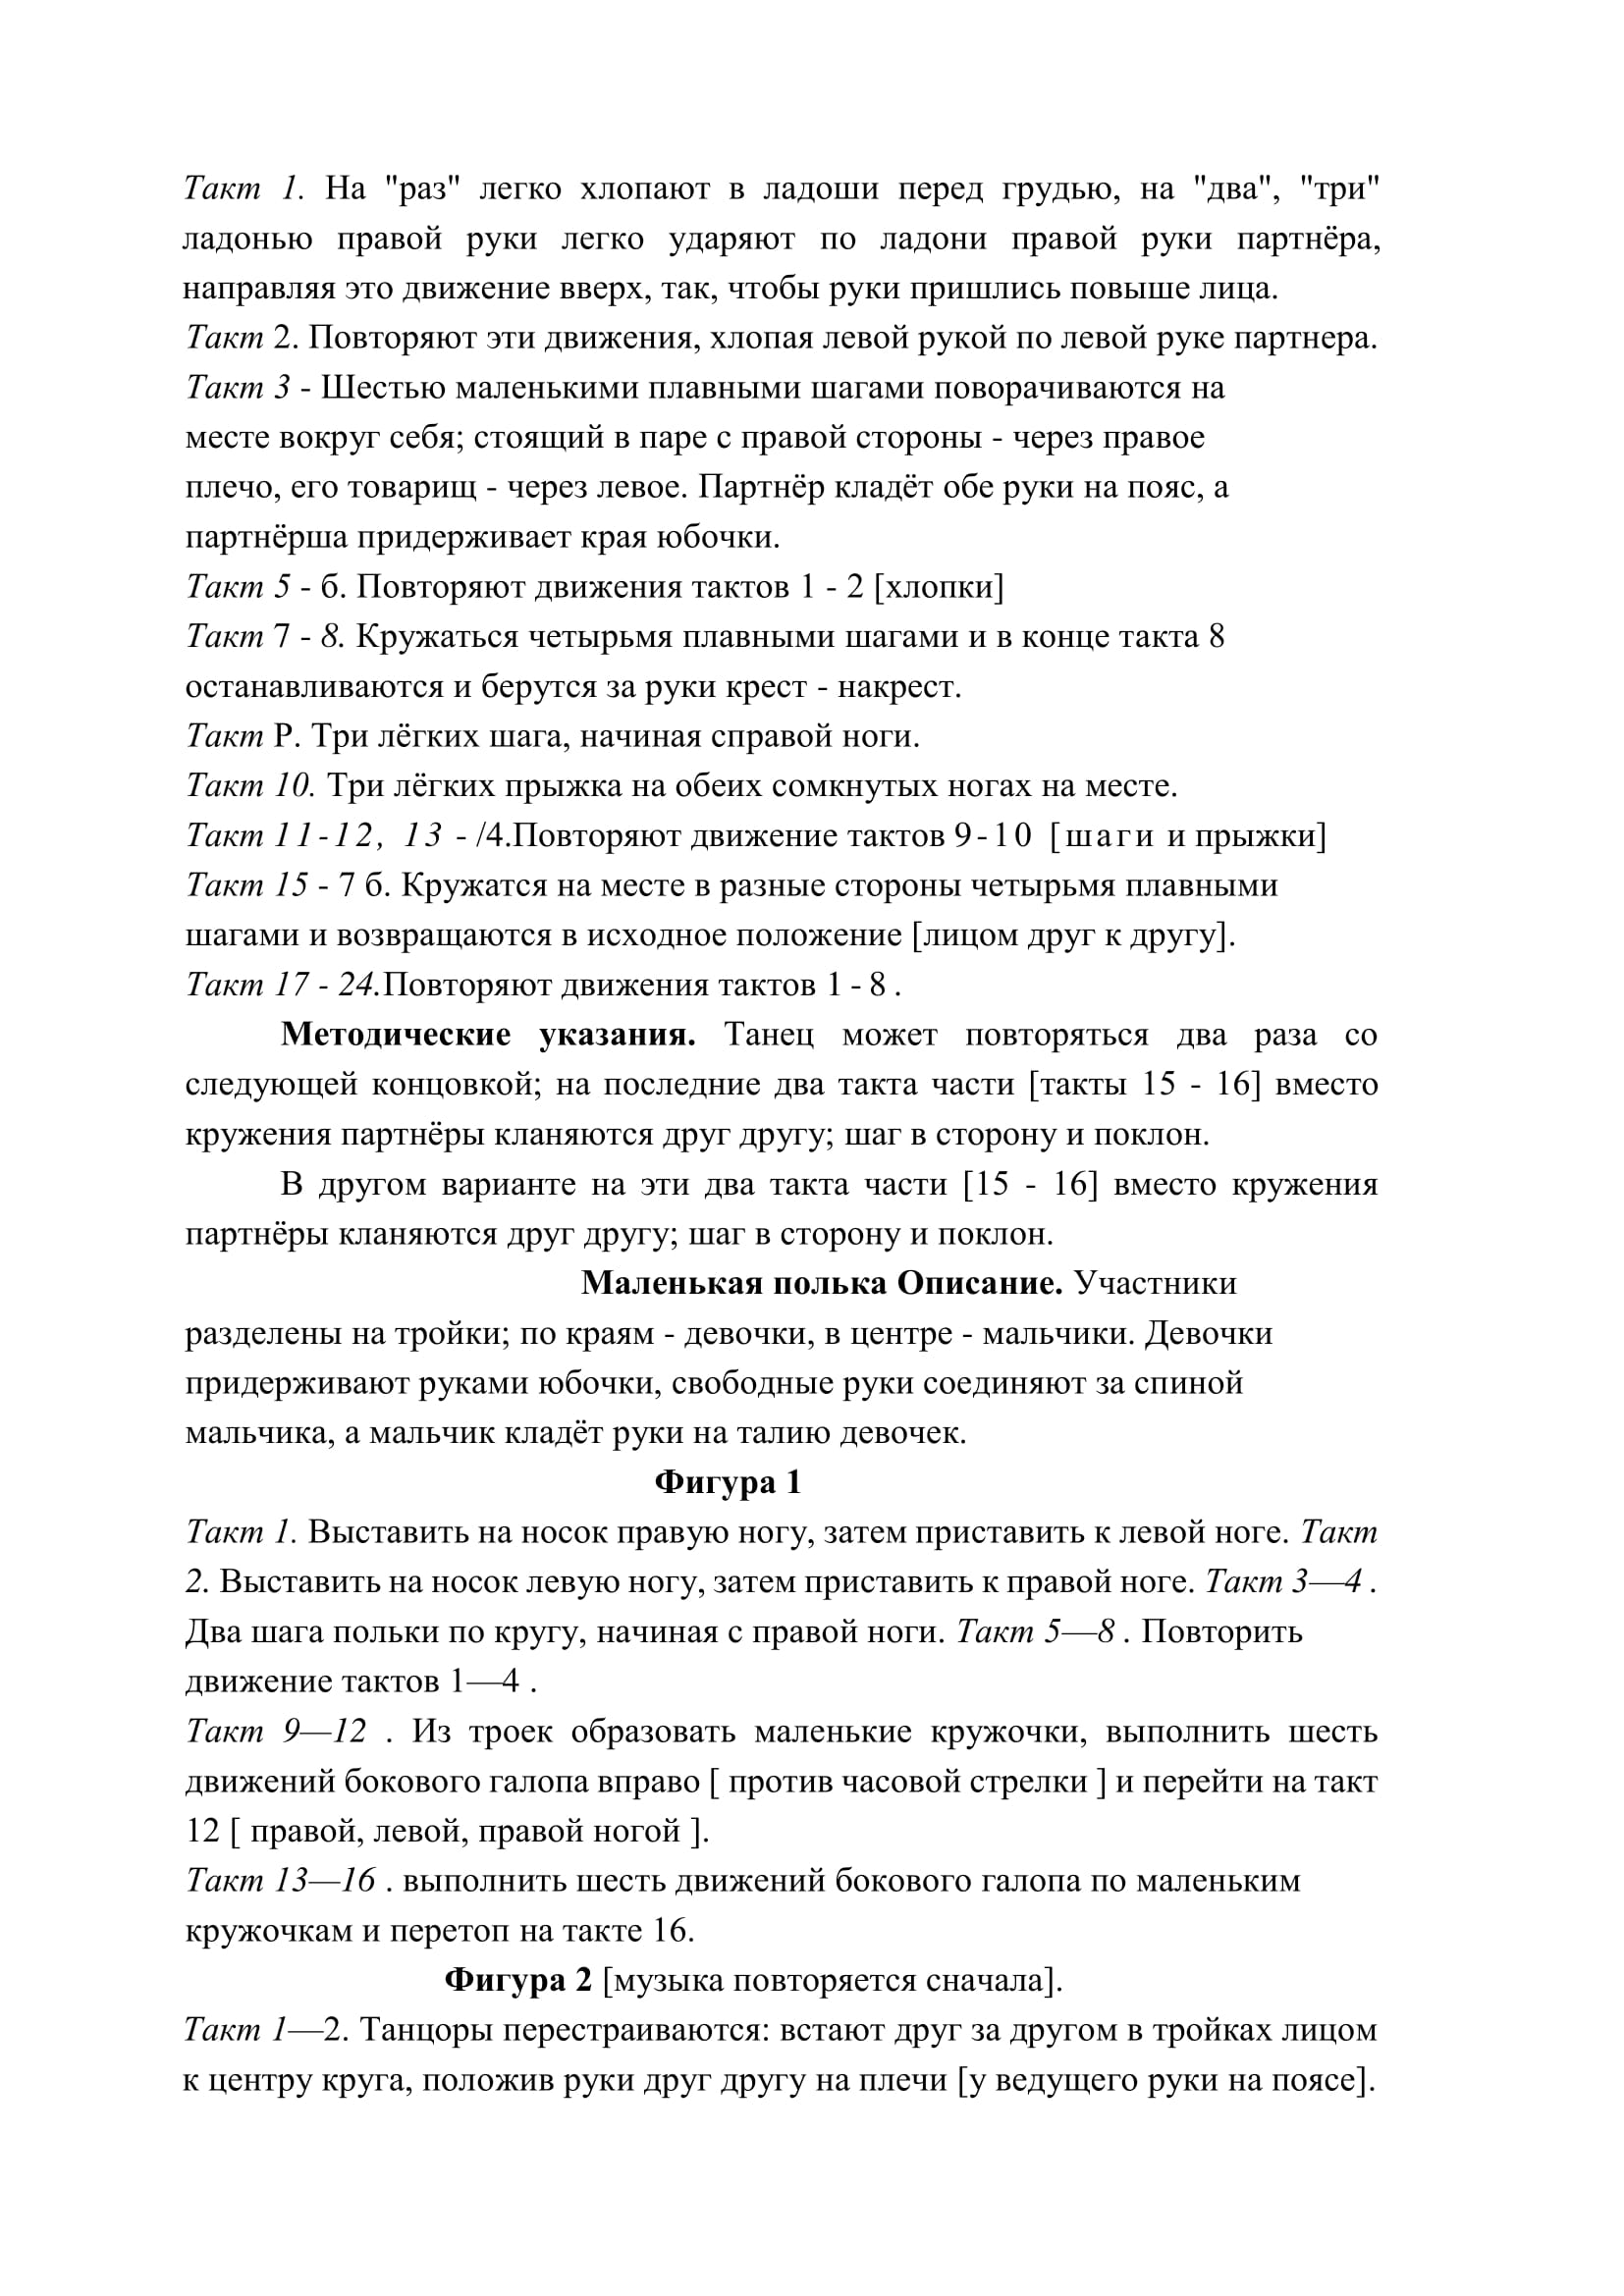 Такт 1. На "раз" легко хлопают в ладоши перед грудью, на "два", "три"
ладонью правой руки легко ударяют по ладони правой руки партнёра,
направляя это движение вверх, так, чтобы руки пришлись повыше лица.
Такт 2. Повторяют эти движения, хлопая левой рукой по левой руке партнера.
Такт 3 - Шестью маленькими плавными шагами поворачиваются на
месте вокруг себя; стоящий в паре с правой стороны - через правое
плечо, его товарищ - через левое. Партнёр кладёт обе руки на пояс, а
партнёрша придерживает края юбочки.
Такт 5 - б. Повторяют движения тактов 1 - 2 [хлопки]
Такт 7 - 8. Кружаться четырьмя плавными шагами и в конце такта 8
останавливаются и берутся за руки крест - накрест.
Такт Р. Три лёгких шага, начиная справой ноги.
Такт 10. Три лёгких прыжка на обеих сомкнутых ногах на месте.
Такт 11-12, 13 - /4.Повторяют движение тактов 9-10 [шаги и прыжки]
Такт 15 - 7 б. Кружатся на месте в разные стороны четырьмя плавными
шагами и возвращаются в исходное положение [лицом друг к другу].
Такт 17 - 24.Повторяют движения тактов 1 - 8 .
Методические указания. Танец может повторяться два раза со
следующей концовкой; на последние два такта части [такты 15 - 16] вместо
кружения партнёры кланяются друг другу; шаг в сторону и поклон.
В другом варианте на эти два такта части [15 - 16] вместо кружения
партнёры кланяются друг другу; шаг в сторону и поклон.
Маленькая полька Описание. Участники
разделены на тройки; по краям - девочки, в центре - мальчики. Девочки
придерживают руками юбочки, свободные руки соединяют за спиной
мальчика, а мальчик кладёт руки на талию девочек.
Фигура 1
Такт 1. Выставить на носок правую ногу, затем приставить к левой ноге. Такт
2. Выставить на носок левую ногу, затем приставить к правой ноге. Такт 3—4 .
Два шага польки по кругу, начиная с правой ноги. Такт 5—8 . Повторить
движение тактов 1—4 .
Такт 9—12 . Из троек образовать маленькие кружочки, выполнить шесть
движений бокового галопа вправо [ против часовой стрелки ] и перейти на такт
12 [ правой, левой, правой ногой ].
Такт 13—16 . выполнить шесть движений бокового галопа по маленьким
кружочкам и перетоп на такте 16.
Фигура 2 [музыка повторяется сначала].
Такт 1—2. Танцоры перестраиваются: встают друг за другом в тройках лицом
к центру круга, положив руки друг другу на плечи [у ведущего руки на поясе].